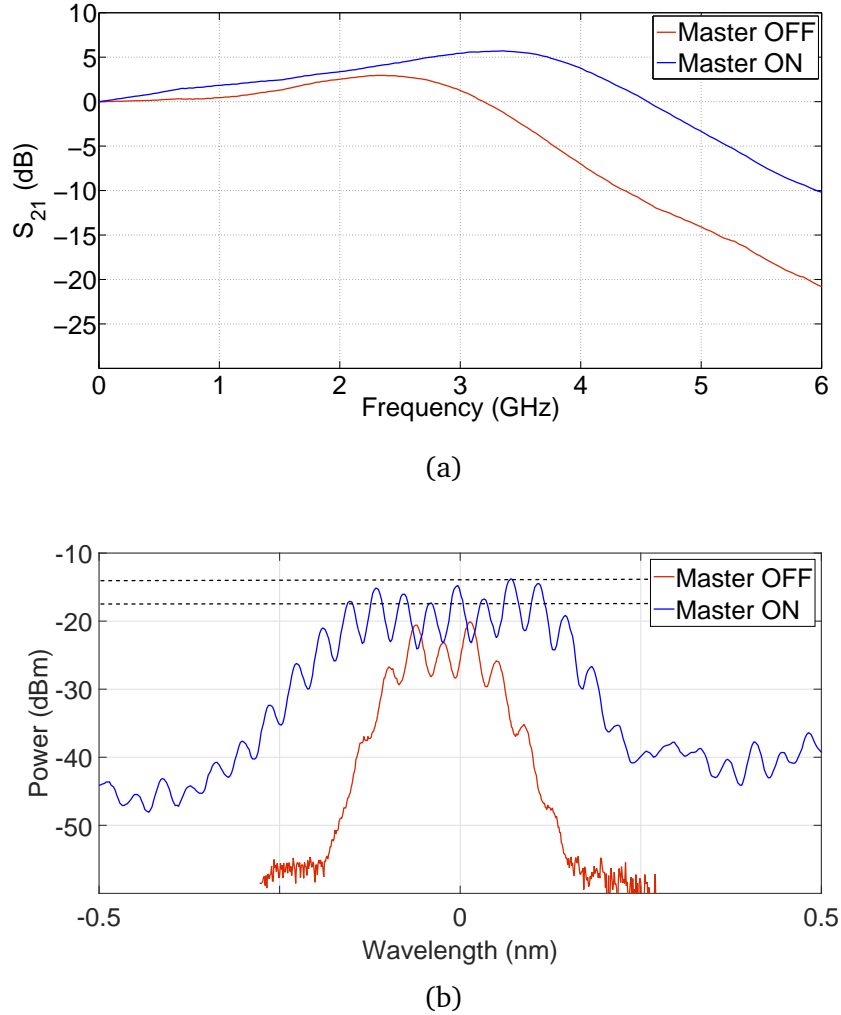 10
5
0
−5
−10
−15
−20
−25
S21 (dB)
Master OFF
Master ON
0 1 2 3 4 5 6
Frequency (GHz)
(a)
-10
-20
-30
-40
-50
Power (dBm)
Master OFF
Master ON
-0.5 0 0.5
Wavelength (nm)
(b)